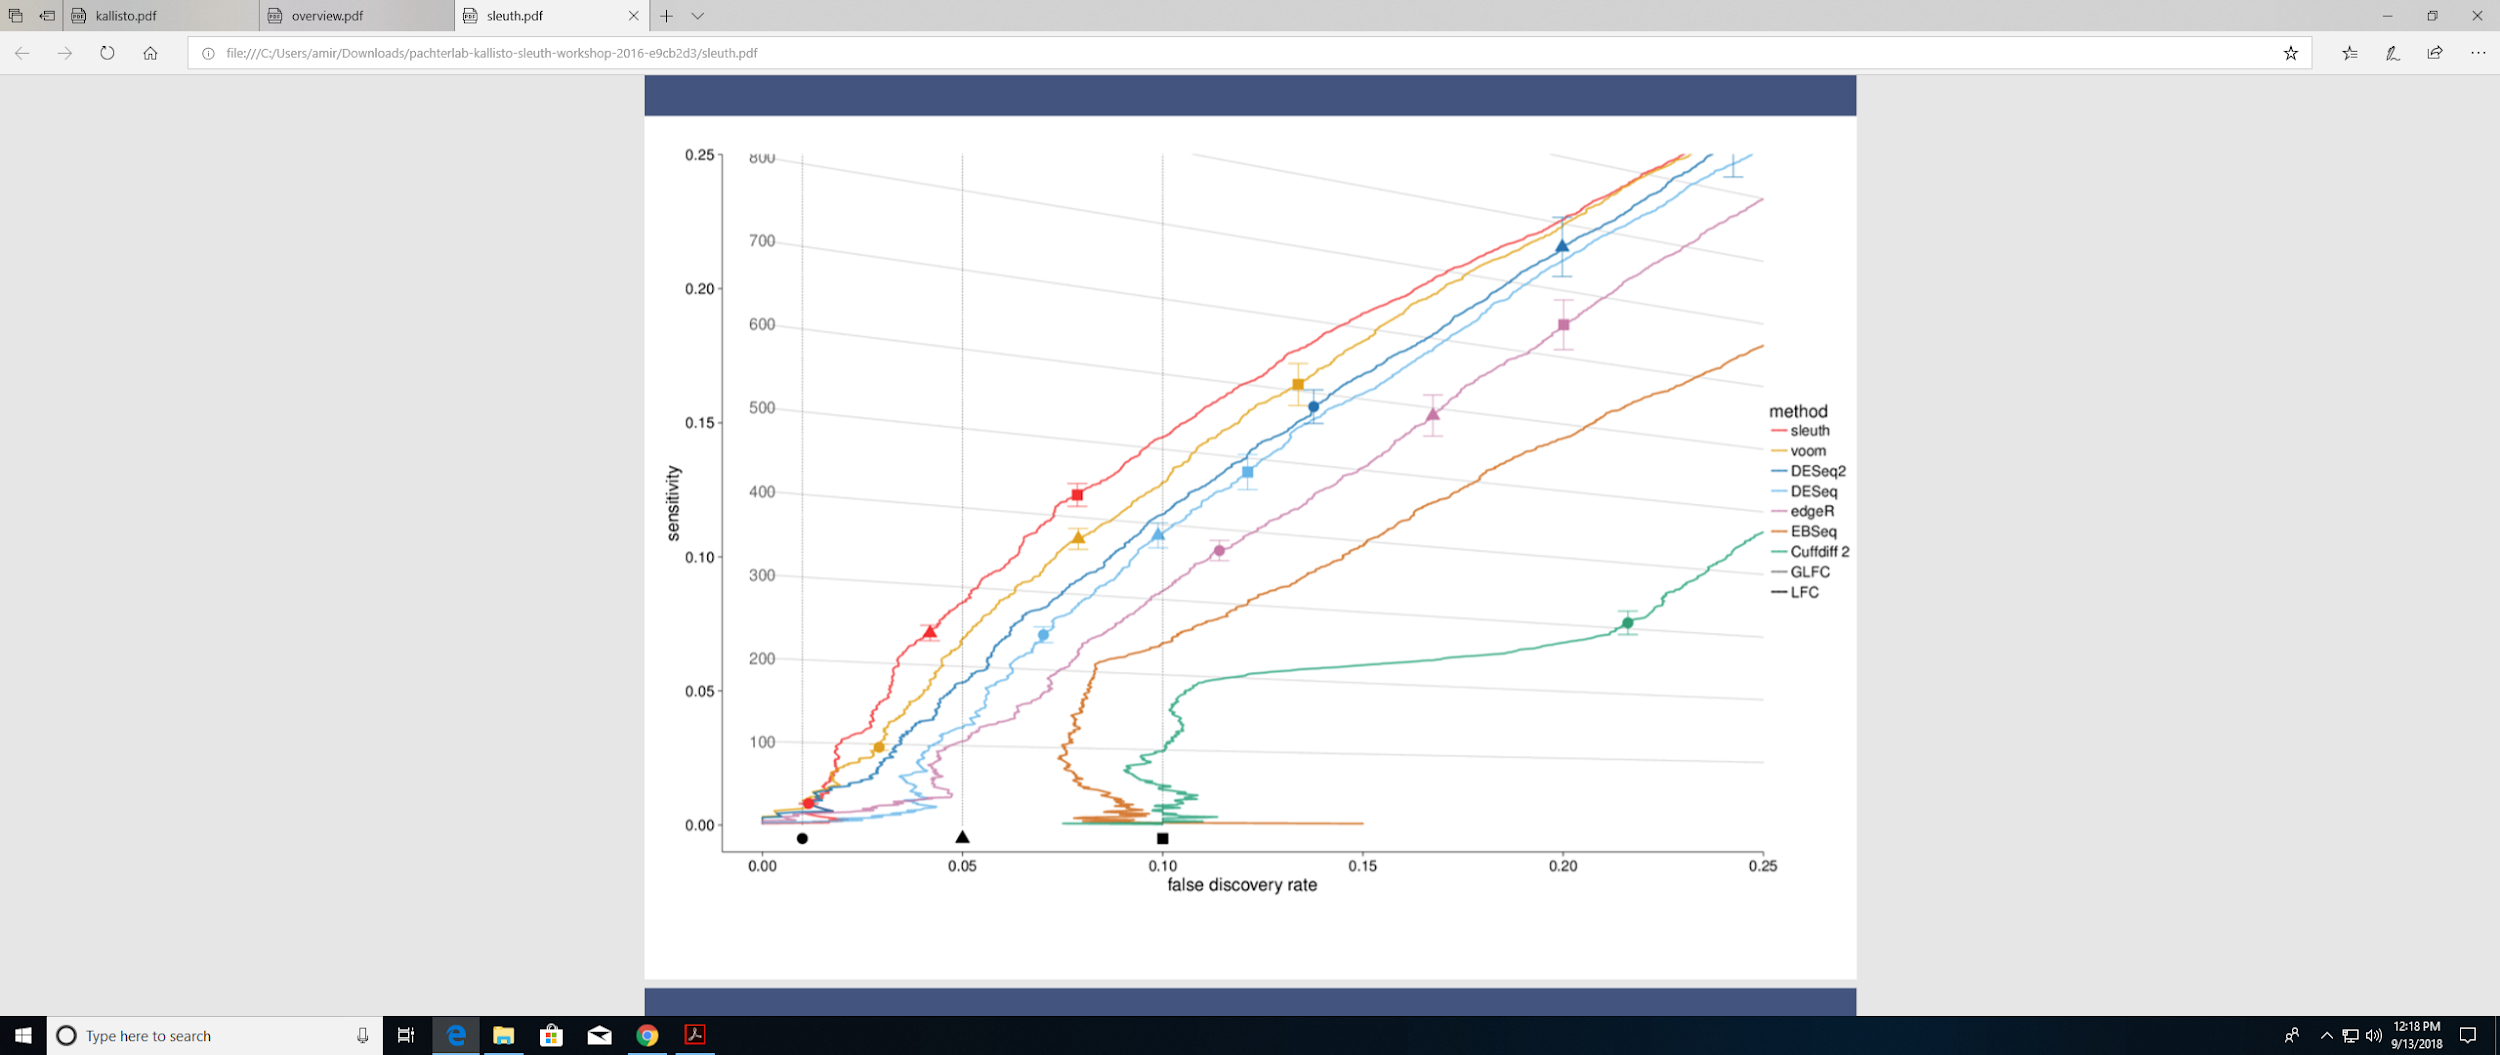 kallisto.pdf
overview.pdf
sleuth.pdf
file:///C:/Users/amir/Downloads/pachterlab-kallisto-sleuth-workshop-2016-e9cb2d3/sleuth.pdf
0.25
0.20
0.15
0.10
0.05
0.00
sensitivity
800
700
600
500
400
300
200
100
0.00
0.05
0.10
0.15
0.20
0.25
false discovery rate
method
sleuth
voom
DESeq2
DESeq
edgeR
EBSeq
Cuffdiff 2
GLFC
LFC
Type here to search
12:18 PM
9/13/2018